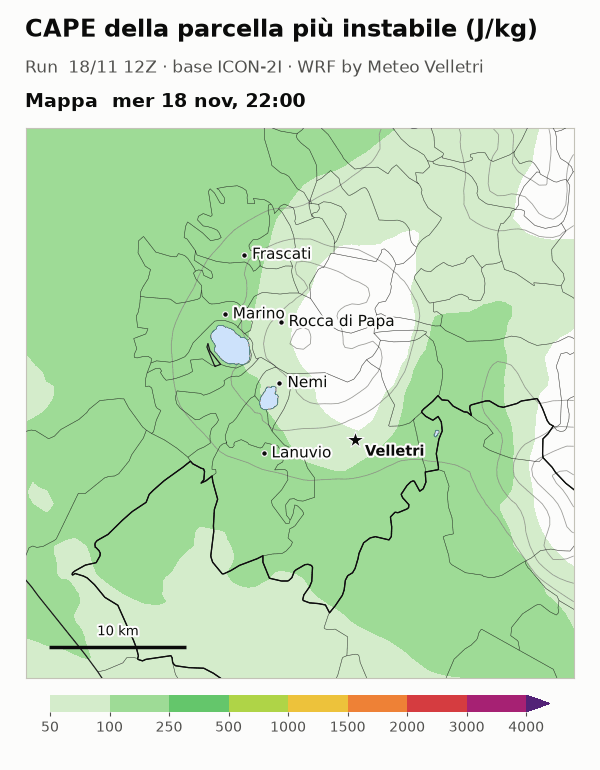 CAPE della parcella più instabile (J/kg)
Run  18/11 12Z · base ICON-2I · WRF by Meteo Velletri
Mappa  mer 18 nov, 22:00
Frascati
Marino
Rocca di Papa
Nemi
Velletri
Lanuvio
10 km
50 100 250 500 1000 1500 2000 3000 4000